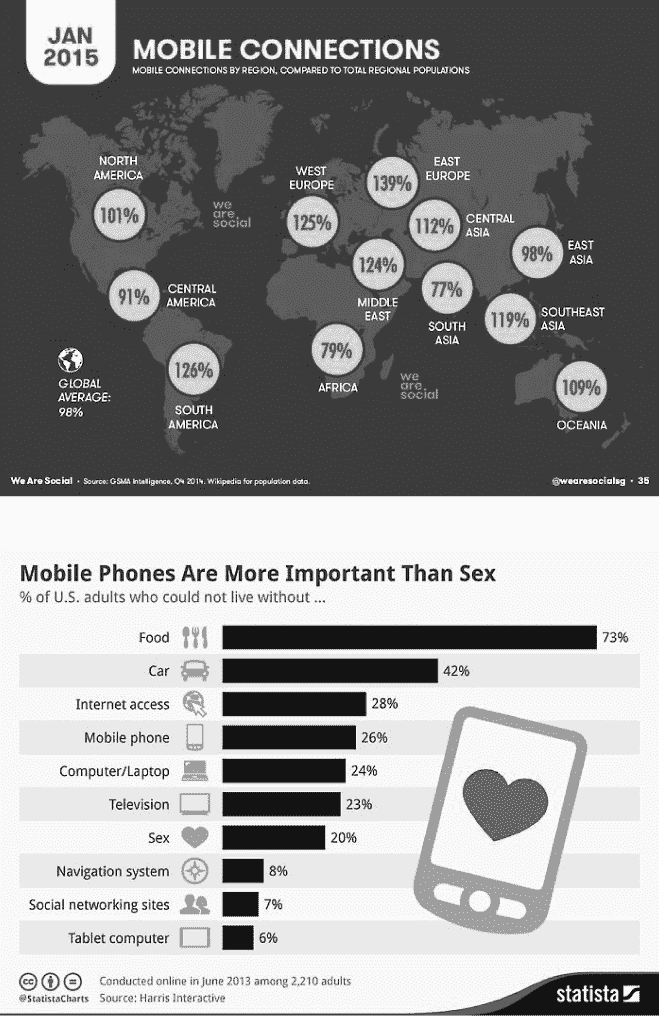 JAN
2015
MOBILE CONNECTIONS
MOBILE CONNECTIONS BY REGION, COMPARED TO TOTAL REGIONAL POPULATIONS
NORTH
AMERICA
101%
we
are
social
WEST
EUROPE
125%
139%
EAST
EUROPE
112%
CENTRAL
ASIA
98%
EAST
ASIA
91%
CENTRAL
AMERICA
124%
MIDDLE
EAST
77%
SOUTH
ASIA
119%
SOUTHEAST
ASIA
126%
SOUTH
AMERICA
79%
AFRICA
we
are
social
109%
OCEANIA
GLOBAL
AVERAGE:
98%
We Are Social • Source: GSMA Intelligence, Q4 2014. Wikipedia for population data.
@wearesocialsg • 35
Mobile Phones Are More Important Than Sex
% of U.S. adults who could not live without ...
Food 73%
Car 42%
Internet access 28%
Mobile phone 26%
Computer/Laptop 24%
Television 23%
Sex 20%
Navigation system 8%
Social networking sites 7%
Tablet computer 6%
cc
@StatistaCharts
Conducted online in June 2013 among 2,210 adults
Source: Harris Interactive
statista